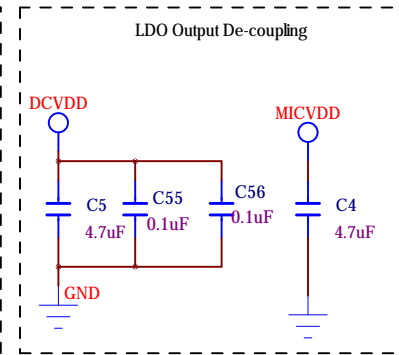 LDO Output De-coupling
DCVDD
MICVDD
C5
4.7uF
C55
0.1uF
C56
0.1uF
C4
4.7uF
GND